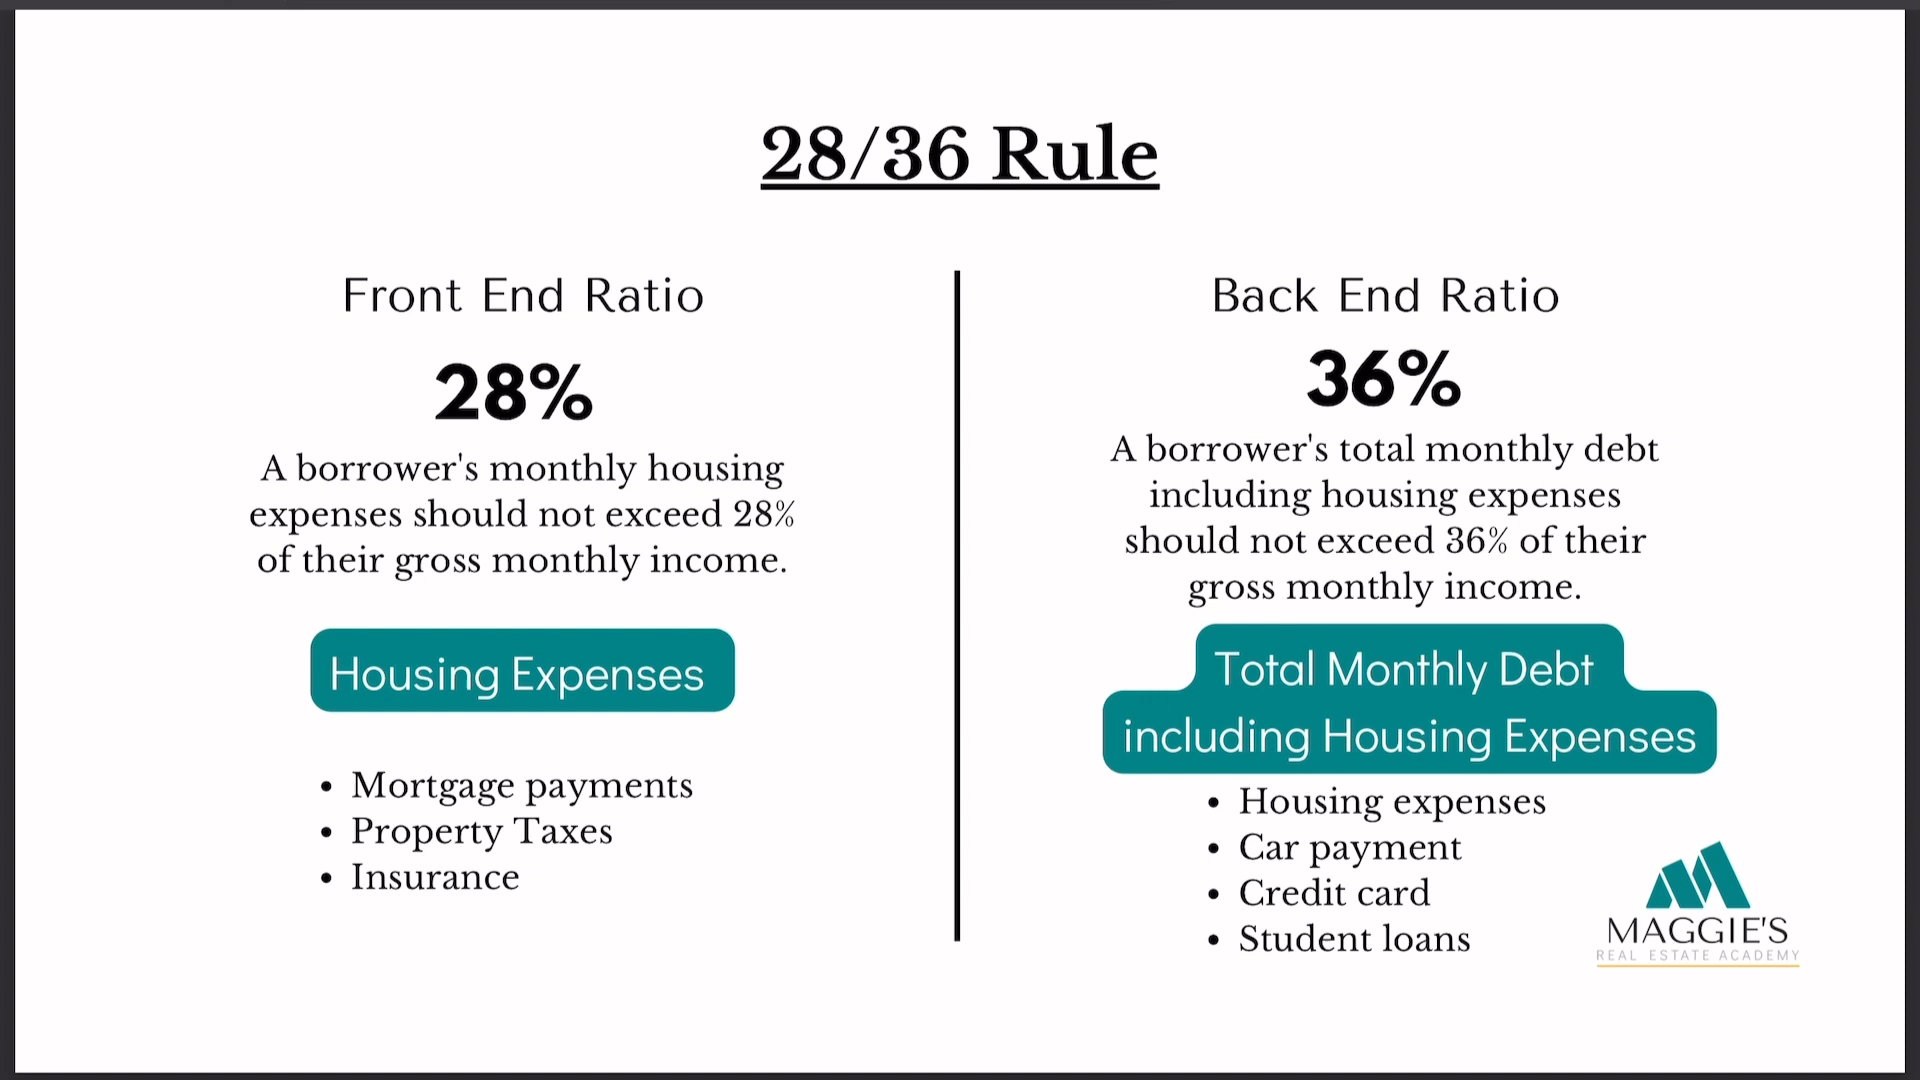 28/36 Rule
Front End Ratio
28%
A borrower's monthly housing
expenses should not exceed 28%
of their gross monthly income.
Housing Expenses
• Mortgage payments
• Property Taxes
• Insurance
Back End Ratio
36%
A borrower's total monthly debt
including housing expenses
should not exceed 36% of their
gross monthly income.
Total Monthly Debt
including Housing Expenses
• Housing expenses
• Car payment
• Credit card
• Student loans
MAGGIE'S
REAL ESTATE ACADEMY